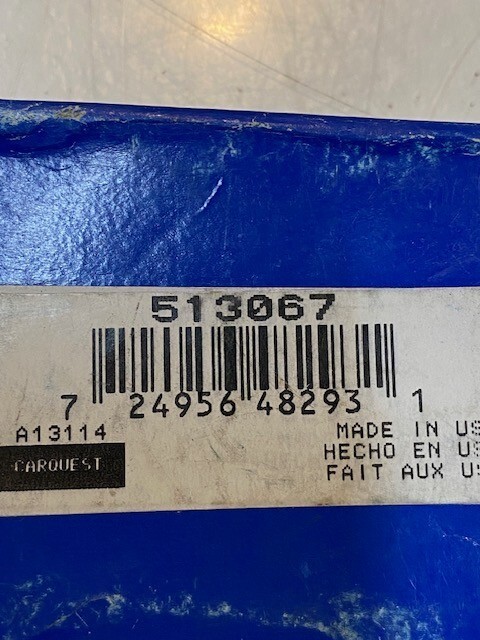 513067
7 24956 48293 1
A13114
CARQUEST
MADE IN US
HECHO EN US
FAIT AUX US